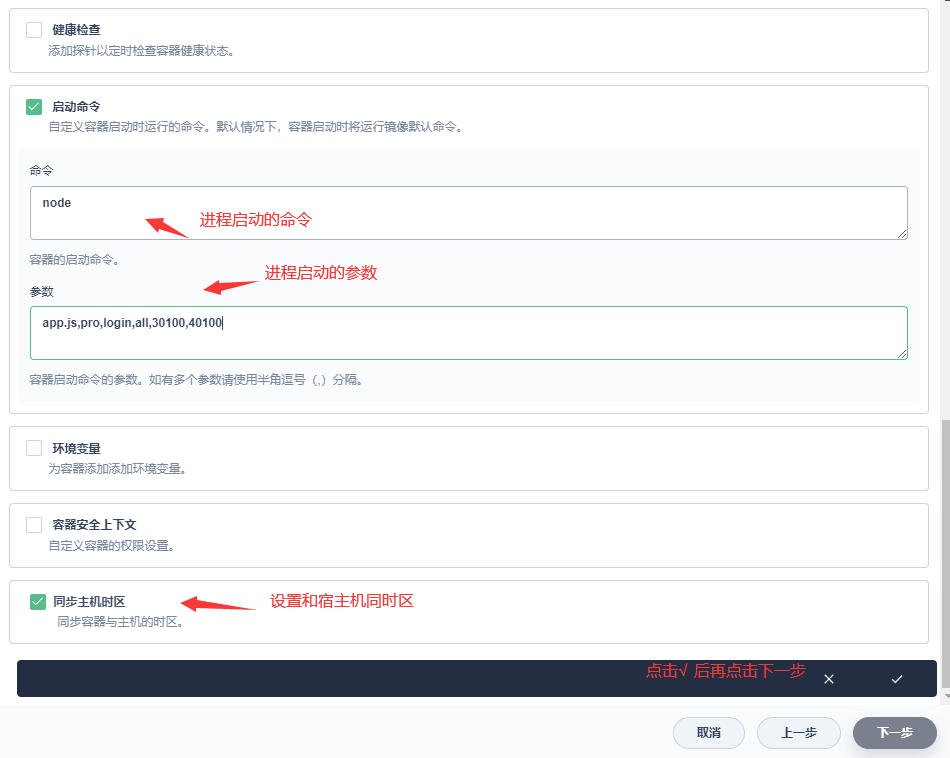 健康检查
添加探针以定时检查容器健康状态。
启动命令
自定义容器启动时运行的命令。默认情况下，容器启动时将运行镜像默认命令。
命令
node
进程启动的命令
容器的启动命令。
进程启动的参数
参数
app.js,pro,login,all,30100,40100
容器启动命令的参数。如有多个参数请使用半角逗号（,）分隔。
环境变量
为容器添加添加环境变量。
容器安全上下文
自定义容器的权限设置。
同步主机时区
设置和宿主机同时区
同步容器与主机的时区。
点击√ 后再点击下一步
取消
上一步
下一步